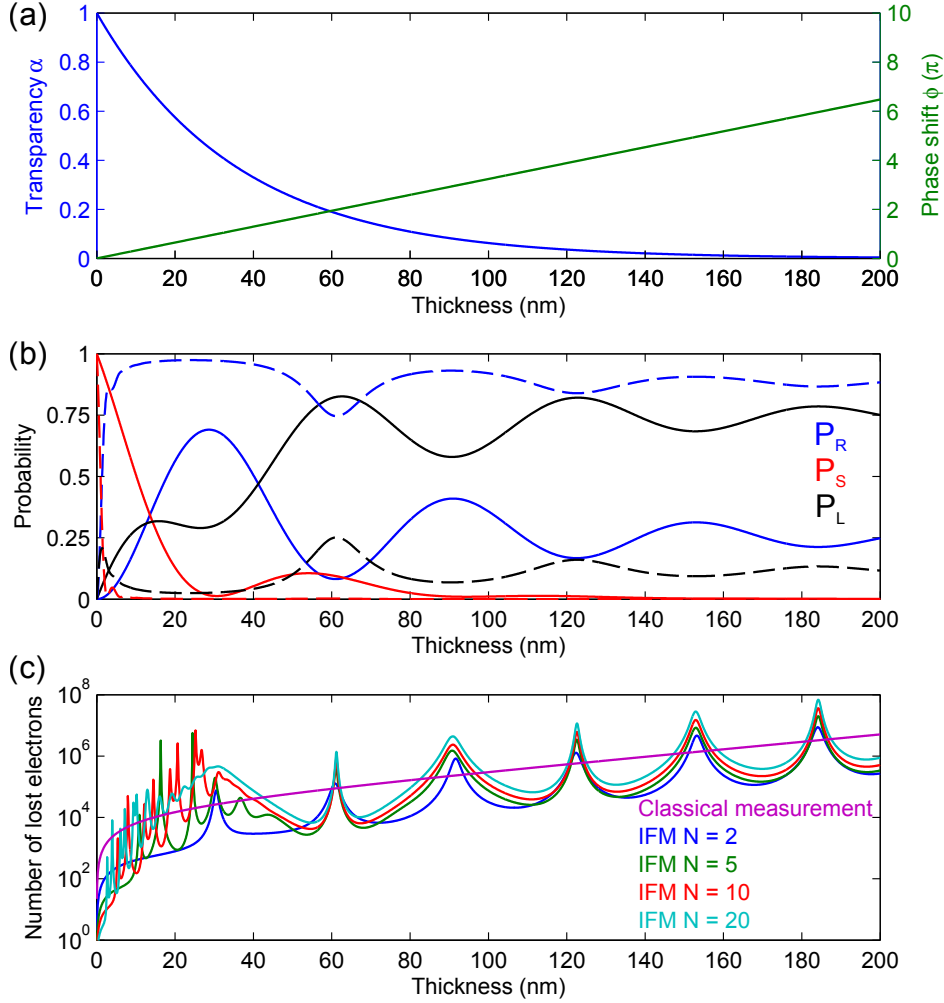 (a)
Transparency α
1
0.8
0.6
0.4
0.2
0
10
8
6
4
2
0
Phase shift ϕ (π)
0 20 40 60 80 100 120 140 160 180 200
Thickness (nm)
(b)
Probability
1
0.75
0.5
0.25
0
P_R
P_S
P_L
0 20 40 60 80 100 120 140 160 180 200
Thickness (nm)
(c)
Number of lost electrons
10^8
10^6
10^4
10^2
10^0
Classical measurement
IFM N = 2
IFM N = 5
IFM N = 10
IFM N = 20
0 20 40 60 80 100 120 140 160 180 200
Thickness (nm)